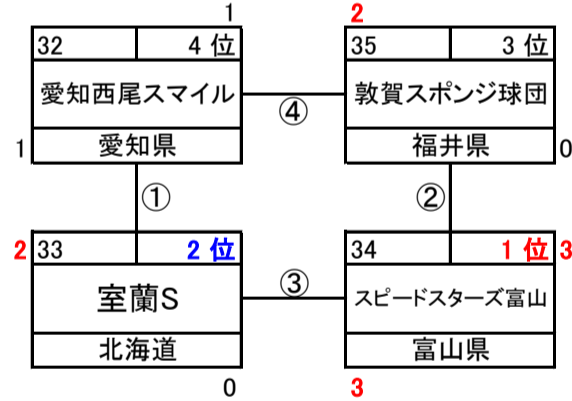 1 2
32 4 位 35 3 位
愛知西尾スマイル 敦賀スポンジ球団
④
1 愛知県 福井県 0
① ②
2 33 2 位 34 1 位 3
室蘭S ③ スピードスターズ富山
北海道 富山県
0 3